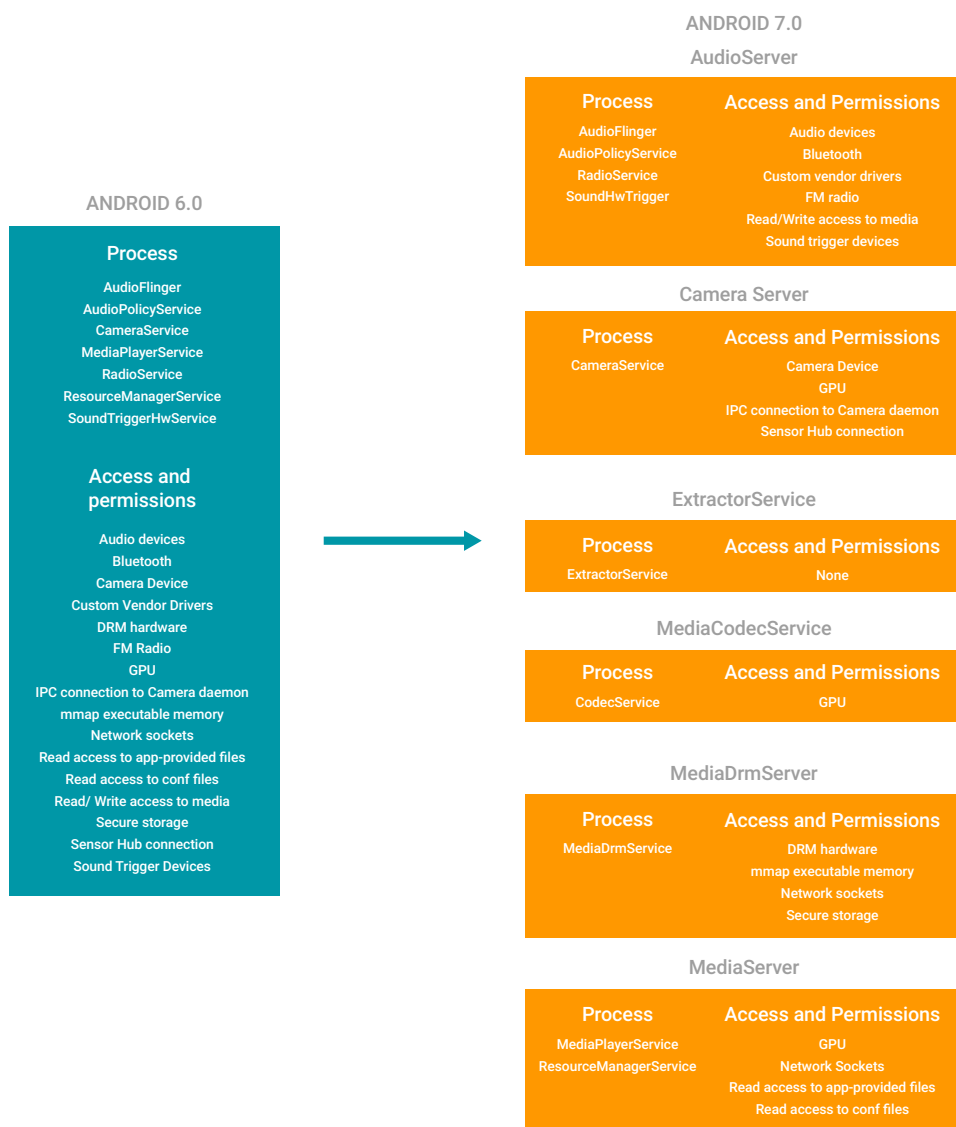 ANDROID 6.0
Process
AudioFlinger
AudioPolicyService
CameraService
MediaPlayerService
RadioService
ResourceManagerService
SoundTriggerHwService
Access and
permissions
Audio devices
Bluetooth
Camera Device
Custom Vendor Drivers
DRM hardware
FM Radio
GPU
IPC connection to Camera daemon
mmap executable memory
Network sockets
Read access to app-provided files
Read access to conf files
Read/ Write access to media
Secure storage
Sensor Hub connection
Sound Trigger Devices
ANDROID 7.0
AudioServer
Process
AudioFlinger
AudioPolicyService
RadioService
SoundHwTrigger
Access and Permissions
Audio devices
Bluetooth
Custom vendor drivers
FM radio
Read/Write access to media
Sound trigger devices
Camera Server
Process
CameraService
Access and Permissions
Camera Device
GPU
IPC connection to Camera daemon
Sensor Hub connection
ExtractorService
Process
ExtractorService
Access and Permissions
None
MediaCodecService
Process
CodecService
Access and Permissions
GPU
MediaDrmServer
Process
MediaDrmService
Access and Permissions
DRM hardware
mmap executable memory
Network sockets
Secure storage
MediaServer
Process
MediaPlayerService
ResourceManagerService
Access and Permissions
GPU
Network Sockets
Read access to app-provided files
Read access to conf files